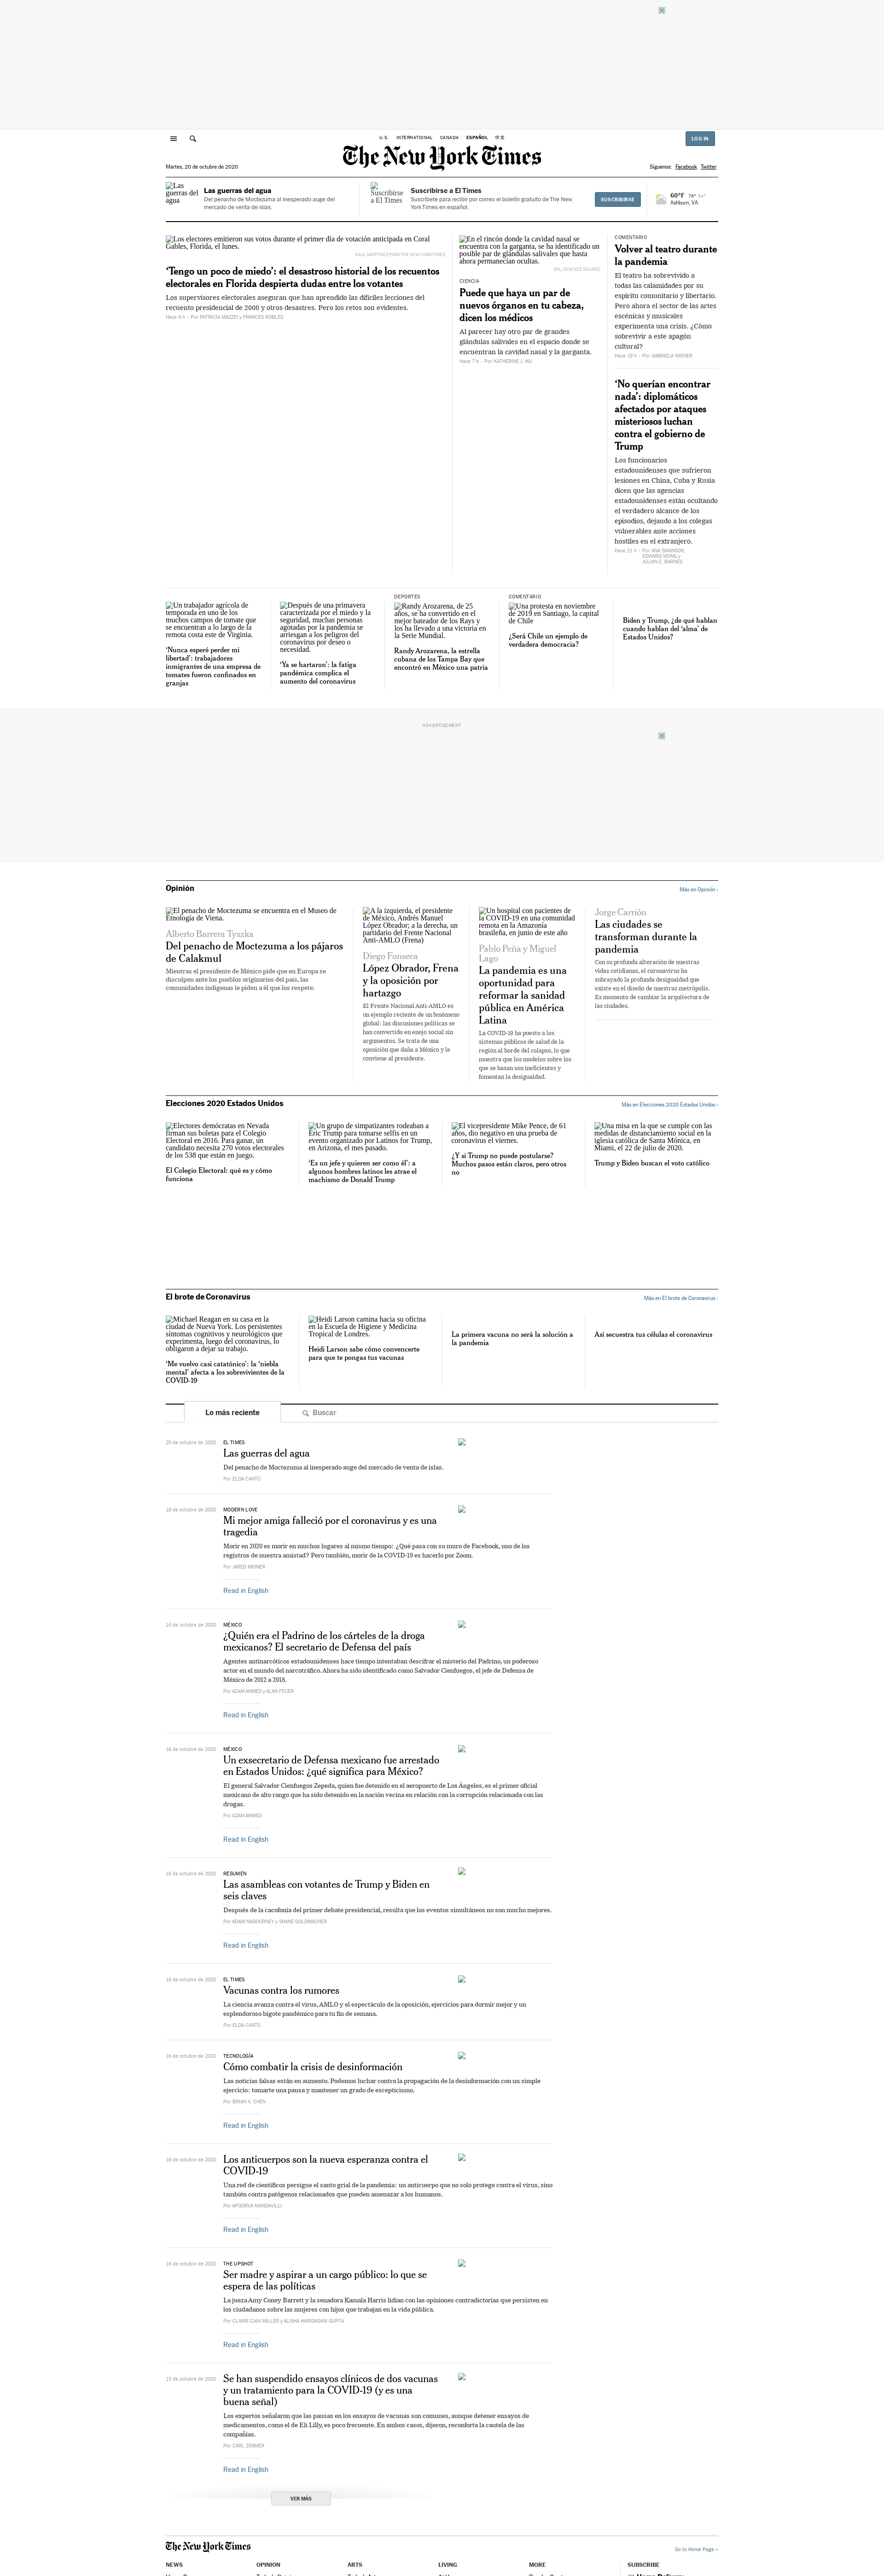 U.S. INTERNATIONAL CANADA ESPAÑOL 中文
LOG IN
The New York Times
Martes, 20 de octubre de 2020
Síguenos: Facebook Twitter
Las guerras del agua
Las guerras del agua
Del penacho de Moctezuma al inesperado auge del
mercado de venta de islas.
Suscribirse a El Times
Suscribirse a El Times
Suscríbete para recibir por correo el boletín gratuito de The New
York Times en español.
SUSCRIBIRSE
60°F 76° 54°
Ashburn, VA
Los electores emitieron sus votos durante el primer día de votación anticipada en Coral
Gables, Florida, el lunes.
SAUL MARTINEZ PARA THE NEW YORK TIMES
‘Tengo un poco de miedo’: el desastroso historial de los recuentos
electorales en Florida despierta dudas entre los votantes
Los supervisores electorales aseguran que han aprendido las difíciles lecciones del
recuento presidencial de 2000 y otros desastres. Pero los retos son evidentes.
Hace 4 h - Por PATRICIA MAZZEI y FRANCES ROBLES
En el rincón donde la cavidad nasal se
encuentra con la garganta, se ha identificado un
posible par de glándulas salivales que hasta
ahora permanecían ocultas.
SPL/SCIENCE SOURCE
CIENCIA
Puede que haya un par de
nuevos órganos en tu cabeza,
dicen los médicos
Al parecer hay otro par de grandes
glándulas salivales en el espacio donde se
encuentran la cavidad nasal y la garganta.
Hace 7 h - Por KATHERINE J. WU
COMENTARIO
Volver al teatro durante
la pandemia
El teatro ha sobrevivido a
todas las calamidades por su
espíritu comunitario y libertario.
Pero ahora el sector de las artes
escénicas y musicales
experimenta una crisis. ¿Cómo
sobrevivir a este apagón
cultural?
Hace 19 h - Por GABRIELA WIENER
‘No querían encontrar
nada’: diplomáticos
afectados por ataques
misteriosos luchan
contra el gobierno de
Trump
Los funcionarios
estadounidenses que sufrieron
lesiones en China, Cuba y Rusia
dicen que las agencias
estadounidenses están ocultando
el verdadero alcance de los
episodios, dejando a los colegas
vulnerables ante acciones
hostiles en el extranjero.
Hace 21 h - Por ANA SWANSON,
EDWARD WONG y
JULIAN E. BARNES
Un trabajador agrícola de
temporada en uno de los
muchos campos de tomate que
se encuentran a lo largo de la
remota costa este de Virginia.
‘Nunca esperé perder mi
libertad’: trabajadores
inmigrantes de una empresa de
tomates fueron confinados en
granjas
Después de una primavera
caracterizada por el miedo y la
seguridad, muchas personas
agotadas por la pandemia se
arriesgan a los peligros del
coronavirus por deseo o
necesidad.
‘Ya se hartaron’: la fatiga
pandémica complica el
aumento del coronavirus
DEPORTES
Randy Arozarena, de 25
años, se ha convertido en el
mejor bateador de los Rays y
los ha llevado a una victoria en
la Serie Mundial.
Randy Arozarena, la estrella
cubana de los Tampa Bay que
encontró en México una patria
COMENTARIO
Una protesta en noviembre
de 2019 en Santiago, la capital
de Chile
¿Será Chile un ejemplo de
verdadera democracia?
Biden y Trump, ¿de qué hablan
cuando hablan del ‘alma’ de
Estados Unidos?
ADVERTISEMENT
Opinión
Más en Opinión ›
El penacho de Moctezuma se encuentra en el Museo de
Etnología de Viena.
Alberto Barrera Tyszka
Del penacho de Moctezuma a los pájaros
de Calakmul
Mientras el presidente de México pide que en Europa se
disculpen ante los pueblos originarios del país, las
comunidades indígenas le piden a él que los respete.
A la izquierda, el presidente
de México, Andrés Manuel
López Obrador; a la derecha, un
partidario del Frente Nacional
Anti-AMLO (Frena)
Diego Fonseca
López Obrador, Frena
y la oposición por
hartazgo
El Frente Nacional Anti-AMLO es
un ejemplo reciente de un fenómeno
global: las discusiones políticas se
han convertido en enojo social sin
argumentos. Se trata de una
oposición que daña a México y le
conviene al presidente.
Un hospital con pacientes de
la COVID-19 en una comunidad
remota en la Amazonía
brasileña, en junio de este año
Pablo Peña y Miguel
Lago
La pandemia es una
oportunidad para
reformar la sanidad
pública en América
Latina
La COVID-19 ha puesto a los
sistemas públicos de salud de la
región al borde del colapso, lo que
muestra que los modelos sobre los
que se basan son ineficientes y
fomentan la desigualdad.
Jorge Carrión
Las ciudades se
transforman durante la
pandemia
Con su profunda alteración de nuestras
vidas cotidianas, el coronavirus ha
subrayado la profunda desigualdad que
existe en el diseño de nuestras metrópolis.
Es momento de cambiar la arquitectura de
las ciudades.
Elecciones 2020 Estados Unidos
Más en Elecciones 2020 Estados Unidos ›
Electores demócratas en Nevada
firman sus boletas para el Colegio
Electoral en 2016. Para ganar, un
candidato necesita 270 votos electorales
de los 538 que están en juego.
El Colegio Electoral: qué es y cómo
funciona
Un grupo de simpatizantes rodeaban a
Eric Trump para tomarse selfis en un
evento organizado por Latinos for Trump,
en Arizona, el mes pasado.
‘Es un jefe y quieren ser como él’: a
algunos hombres latinos les atrae el
machismo de Donald Trump
El vicepresidente Mike Pence, de 61
años, dio negativo en una prueba de
coronavirus el viernes.
¿Y si Trump no puede postularse?
Muchos pasos están claros, pero otros
no
Una misa en la que se cumple con las
medidas de distanciamiento social en la
iglesia católica de Santa Mónica, en
Miami, el 22 de julio de 2020.
Trump y Biden buscan el voto católico
El brote de Coronavirus
Más en El brote de Coronavirus ›
Michael Reagan en su casa en la
ciudad de Nueva York. Los persistentes
síntomas cognitivos y neurológicos que
experimenta, luego del coronavirus, lo
obligaron a dejar su trabajo.
‘Me vuelvo casi catatónico’: la ‘niebla
mental’ afecta a los sobrevivientes de la
COVID-19
Heidi Larson camina hacia su oficina
en la Escuela de Higiene y Medicina
Tropical de Londres.
Heidi Larson sabe cómo convencerte
para que te pongas tus vacunas
La primera vacuna no será la solución a
la pandemia
Así secuestra tus células el coronavirus
Lo más reciente
Buscar
20 de octubre de 2020
EL TIMES
Las guerras del agua
Del penacho de Moctezuma al inesperado auge del mercado de venta de islas.
Por ELDA CANTÚ
18 de octubre de 2020
MODERN LOVE
Mi mejor amiga falleció por el coronavirus y es una
tragedia
Morir en 2020 es morir en muchos lugares al mismo tiempo: ¿Qué pasa con su muro de Facebook, uno de los
registros de nuestra amistad? Pero también, morir de la COVID-19 es hacerlo por Zoom.
Por JARED MISNER
Read in English
16 de octubre de 2020
MÉXICO
¿Quién era el Padrino de los cárteles de la droga
mexicanos? El secretario de Defensa del país
Agentes antinarcóticos estadounidenses hace tiempo intentaban descifrar el misterio del Padrino, un poderoso
actor en el mundo del narcotráfico. Ahora ha sido identificado como Salvador Cienfuegos, el jefe de Defensa de
México de 2012 a 2018.
Por AZAM AHMED y ALAN FEUER
Read in English
16 de octubre de 2020
MÉXICO
Un exsecretario de Defensa mexicano fue arrestado
en Estados Unidos: ¿qué significa para México?
El general Salvador Cienfuegos Zepeda, quien fue detenido en el aeropuerto de Los Ángeles, es el primer oficial
mexicano de alto rango que ha sido detenido en la nación vecina en relación con la corrupción relacionada con las
drogas.
Por AZAM AHMED
Read in English
16 de octubre de 2020
RESUMEN
Las asambleas con votantes de Trump y Biden en
seis claves
Después de la cacofonía del primer debate presidencial, resulta que los eventos simultáneos no son mucho mejores.
Por ADAM NAGOURNEY y SHANE GOLDMACHER
Read in English
16 de octubre de 2020
EL TIMES
Vacunas contra los rumores
La ciencia avanza contra el virus, AMLO y el espectáculo de la oposición, ejercicios para dormir mejor y un
esplendoroso bigote pandémico para tu fin de semana.
Por ELDA CANTÚ
16 de octubre de 2020
TECNOLOGÍA
Cómo combatir la crisis de desinformación
Las noticias falsas están en aumento. Podemos luchar contra la propagación de la desinformación con un simple
ejercicio: tomarte una pausa y mantener un grado de escepticismo.
Por BRIAN X. CHEN
Read in English
16 de octubre de 2020
Los anticuerpos son la nueva esperanza contra el
COVID-19
Una red de científicos persigue el santo grial de la pandemia: un anticuerpo que no solo protege contra el virus, sino
también contra patógenos relacionados que pueden amenazar a los humanos.
Por APOORVA MANDAVILLI
Read in English
16 de octubre de 2020
THE UPSHOT
Ser madre y aspirar a un cargo público: lo que se
espera de las políticas
La jueza Amy Coney Barrett y la senadora Kamala Harris lidian con las opiniones contradictorias que persisten en
los ciudadanos sobre las mujeres con hijos que trabajan en la vida pública.
Por CLAIRE CAIN MILLER y ALISHA HARIDASANI GUPTA
Read in English
15 de octubre de 2020
Se han suspendido ensayos clínicos de dos vacunas
y un tratamiento para la COVID-19 (y es una
buena señal)
Los expertos señalaron que las pausas en los ensayos de vacunas son comunes, aunque detener ensayos de
medicamentos, como el de Eli Lilly, es poco frecuente. En ambos casos, dijeron, reconforta la cautela de las
compañías.
Por CARL ZIMMER
Read in English
VER MÁS
The New York Times
Go to Home Page »
NEWS OPINION ARTS LIVING MORE SUBSCRIBE